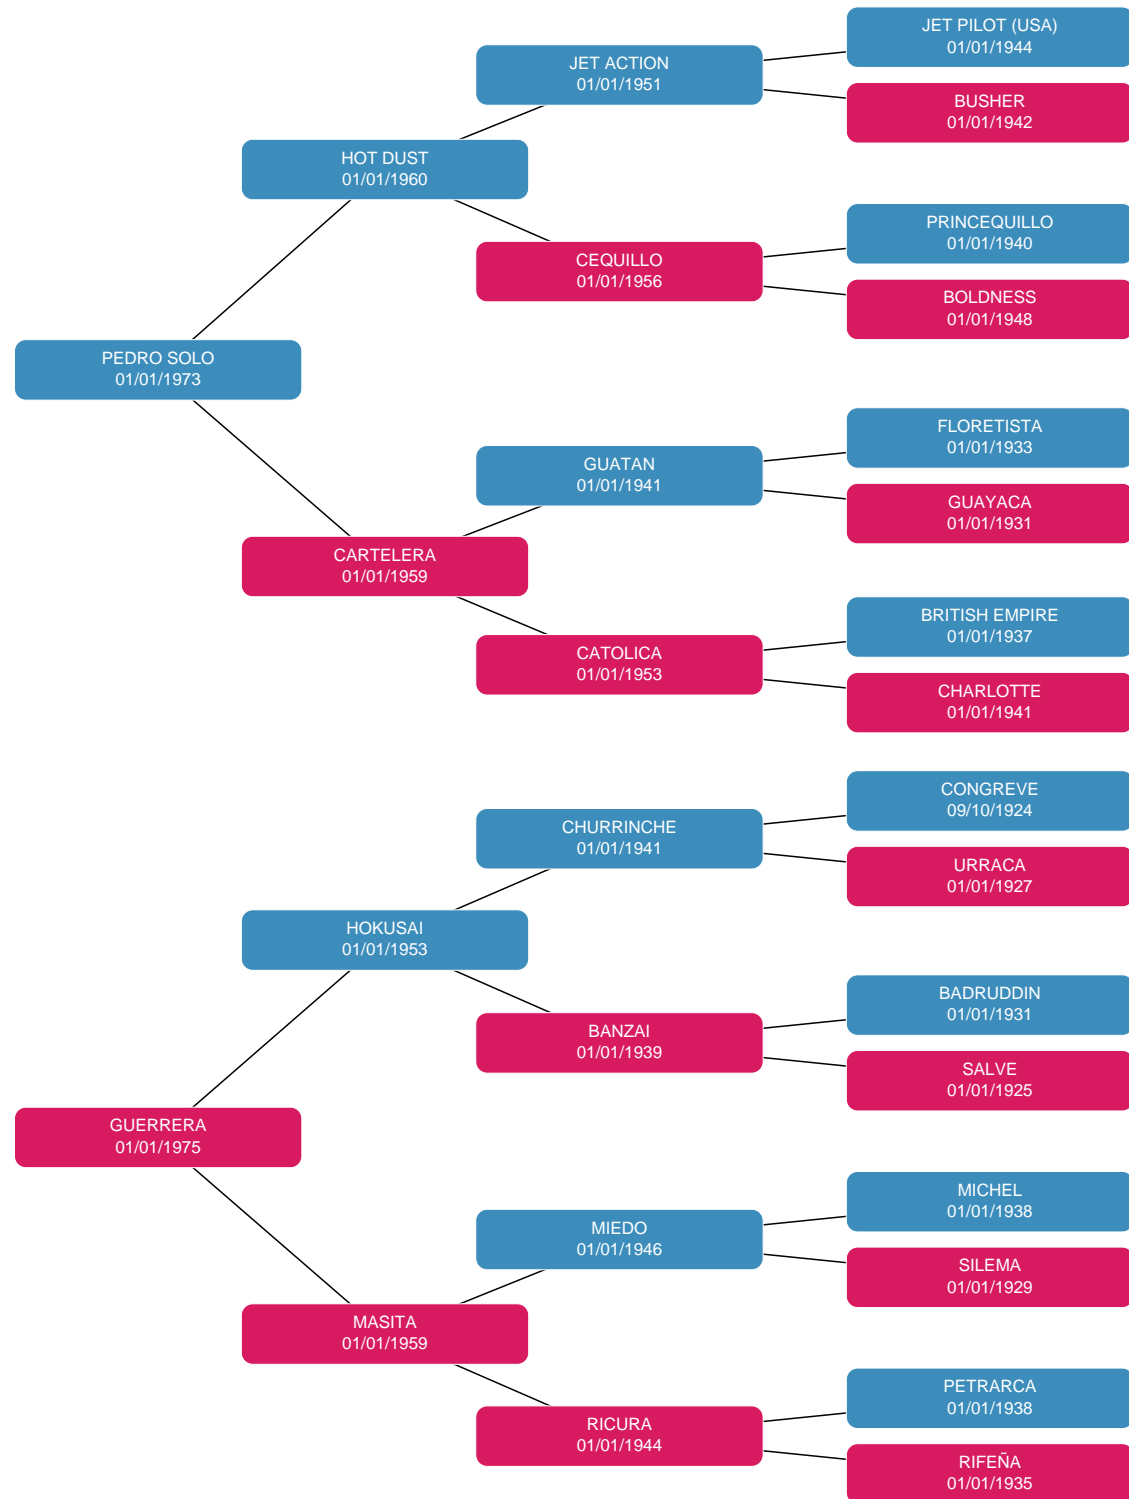 JET PILOT (USA)
01/01/1944
JET ACTION
01/01/1951
BUSHER
01/01/1942
HOT DUST
01/01/1960
PRINCEQUILLO
01/01/1940
CEQUILLO
01/01/1956
BOLDNESS
01/01/1948
PEDRO SOLO
01/01/1973
FLORETISTA
01/01/1933
GUATAN
01/01/1941
GUAYACA
01/01/1931
CARTELERA
01/01/1959
BRITISH EMPIRE
01/01/1937
CATOLICA
01/01/1953
CHARLOTTE
01/01/1941
CONGREVE
09/10/1924
CHURRINCHE
01/01/1941
URRACA
01/01/1927
HOKUSAI
01/01/1953
BADRUDDIN
01/01/1931
BANZAI
01/01/1939
SALVE
01/01/1925
GUERRERA
01/01/1975
MICHEL
01/01/1938
MIEDO
01/01/1946
SILEMA
01/01/1929
MASITA
01/01/1959
PETRARCA
01/01/1938
RICURA
01/01/1944
RIFEÑA
01/01/1935